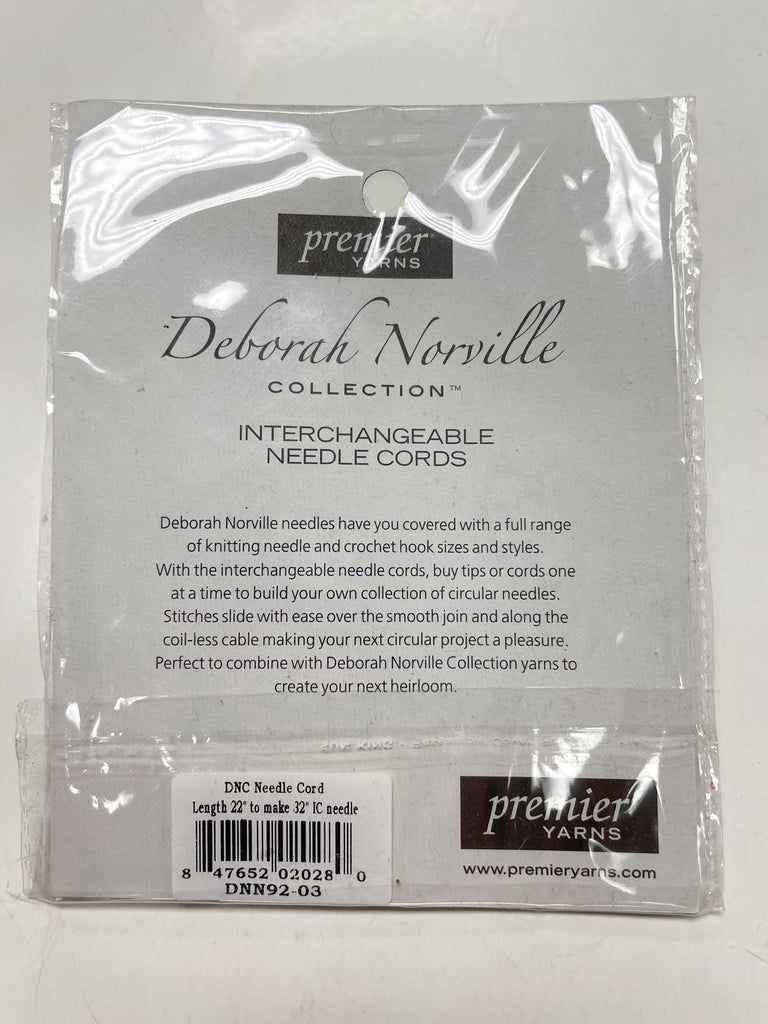 premier
YARNS
Deborah Norville
COLLECTION™
INTERCHANGEABLE
NEEDLE CORDS
Deborah Norville needles have you covered with a full range
of knitting needle and crochet hook sizes and styles.
With the interchangeable needle cords, buy tips or cords one
at a time to build your own collection of circular needles.
Stitches slide with ease over the smooth join and along the
coil-less cable making your next circular project a pleasure.
Perfect to combine with Deborah Norville Collection yarns to
create your next heirloom.
DNC Needle Cord
Length 22" to make 32" IC needle
8 47652 02028 0
DNN92-03
premier
YARNS
www.premieryarns.com